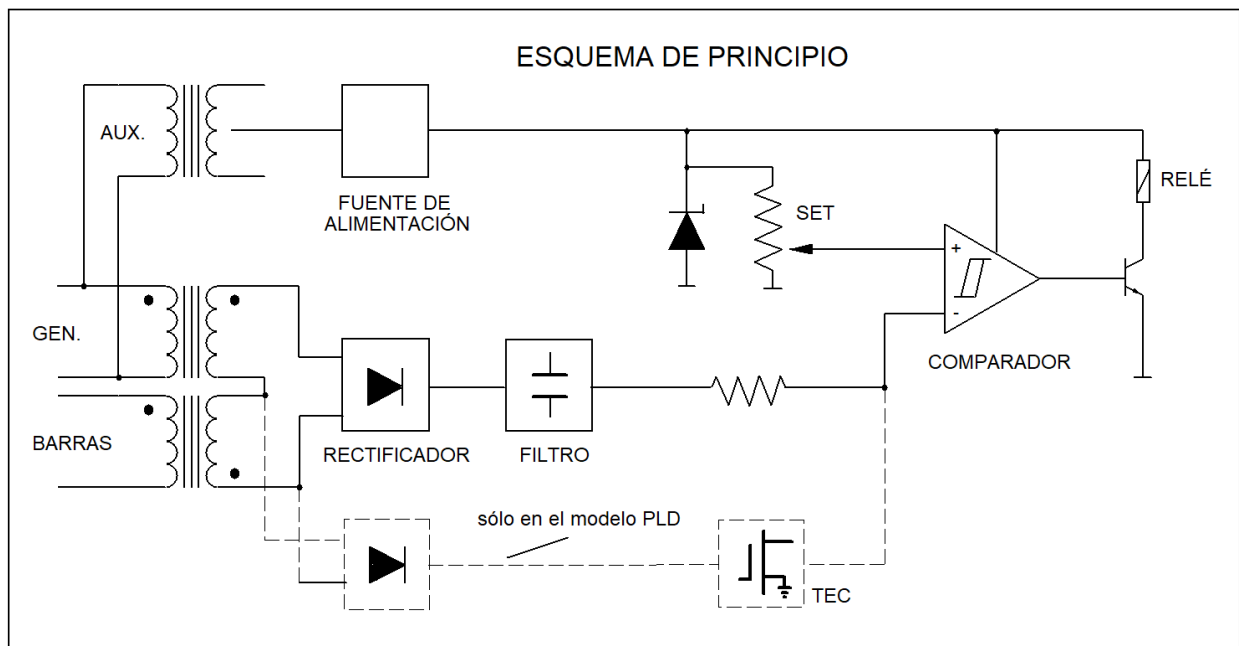 ESQUEMA DE PRINCIPIO
AUX.
FUENTE DE
ALIMENTACIÓN
SET
RELÉ
+
-
COMPARADOR
GEN.
BARRAS
RECTIFICADOR
FILTRO
sólo en el modelo PLD
TEC